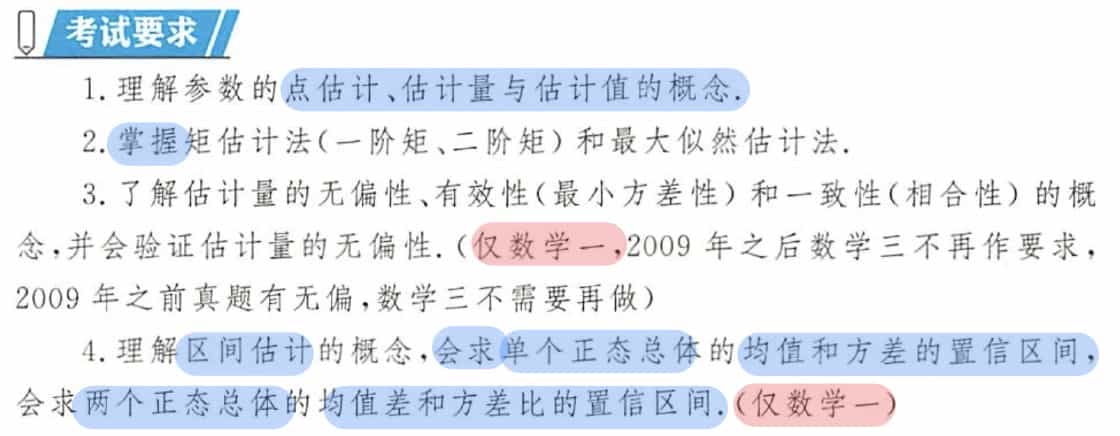 考试要求
1.理解参数的点估计、估计量与估计值的概念.
2.掌握矩估计法(一阶矩、二阶矩)和最大似然估计法.
3.了解估计量的无偏性、有效性(最小方差性)和一致性(相合性)的概
念,并会验证估计量的无偏性.(仅数学一,2009年之后数学三不再作要求,
2009年之前真题有无偏,数学三不需要再做)
4.理解区间估计的概念,会求单个正态总体的均值和方差的置信区间,
会求两个正态总体的均值差和方差比的置信区间.(仅数学一)